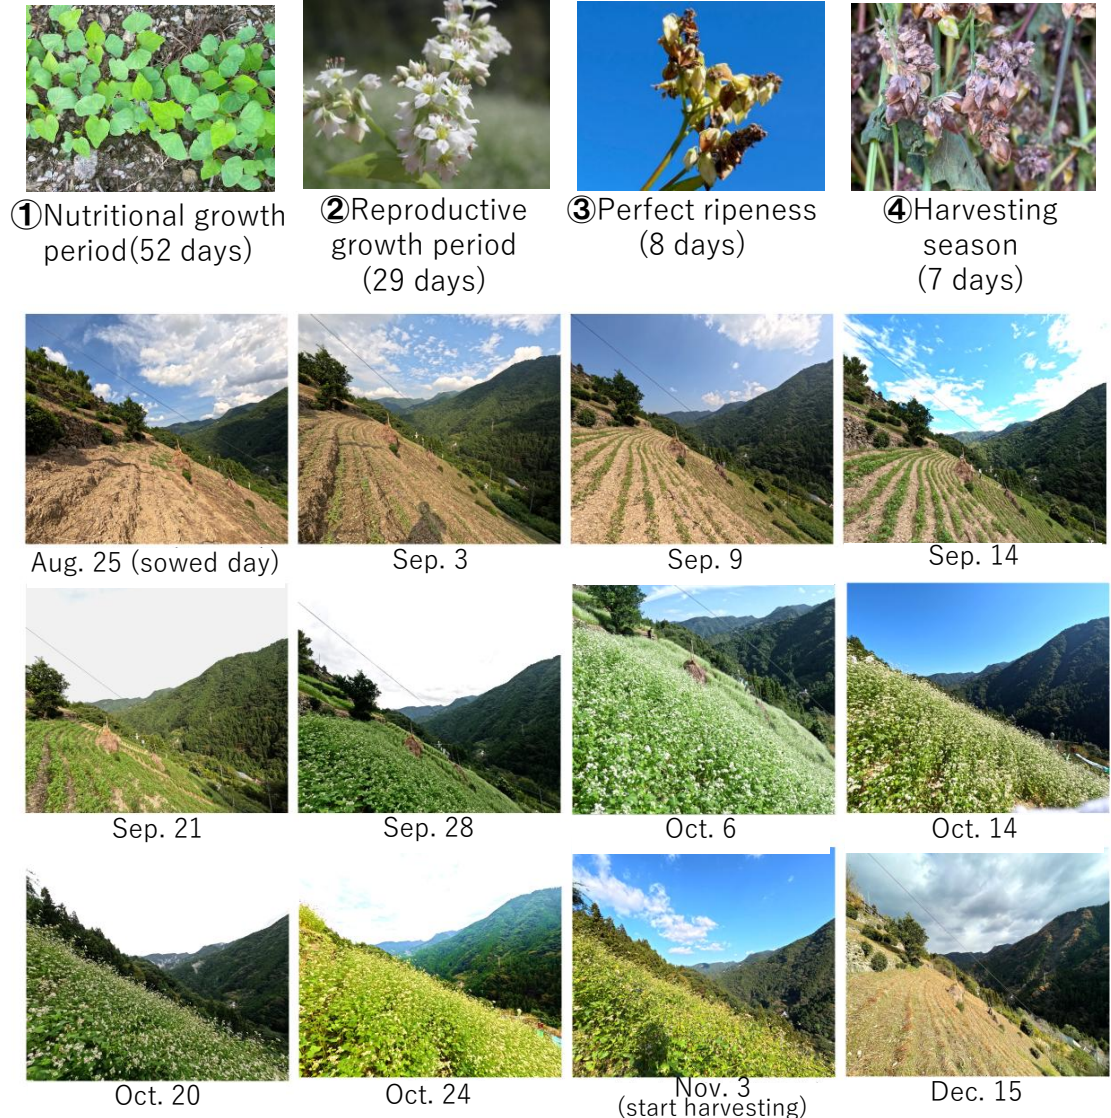 ①Nutritional growth
period(52 days)
②Reproductive
growth period
(29 days)
③Perfect ripeness
(8 days)
④Harvesting
season
(7 days)
Aug. 25 (sowed day)
Sep. 3
Sep. 9
Sep. 14
Sep. 21
Sep. 28
Oct. 6
Oct. 14
Oct. 20
Oct. 24
Nov. 3
(start harvesting)
Dec. 15